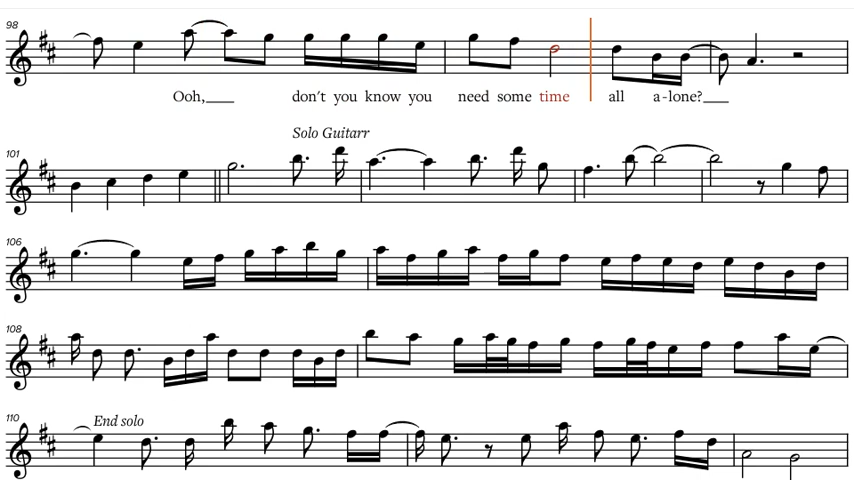 98
Ooh,___ don't you know you need some time all a-lone?___
Solo Guitarr
101
106
108
110
End solo